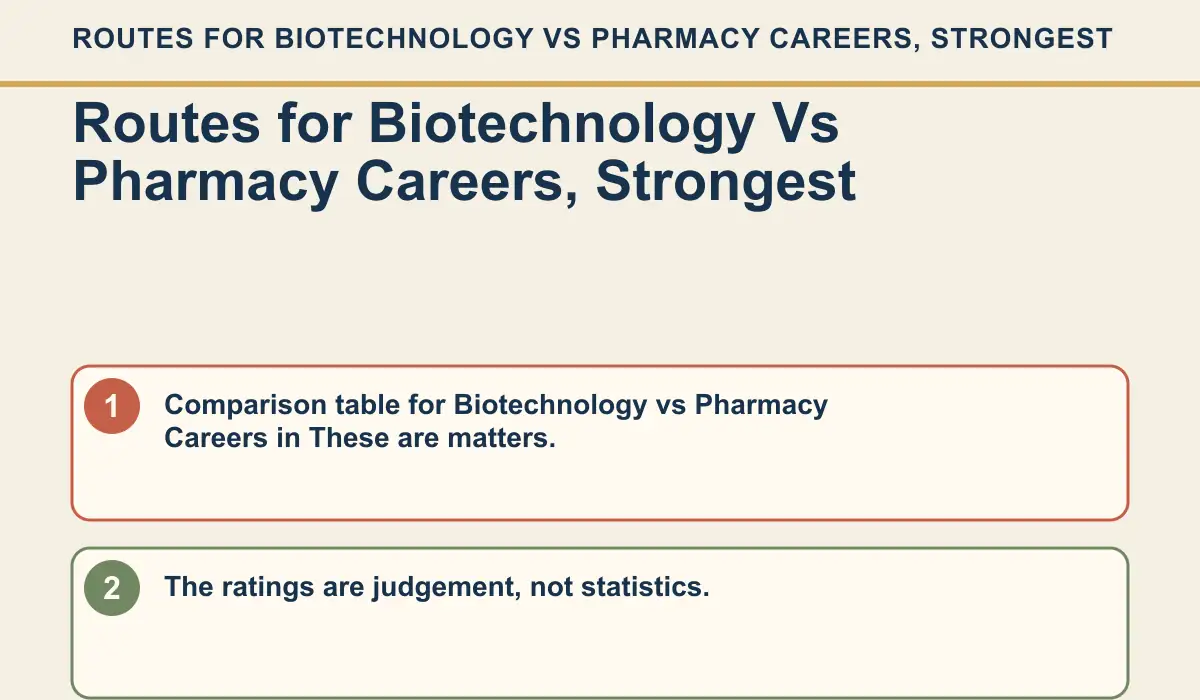 ROUTES FOR BIOTECHNOLOGY VS PHARMACY CAREERS, STRONGEST
Routes for Biotechnology Vs
Pharmacy Careers, Strongest
1
Comparison table for Biotechnology vs Pharmacy
Careers in These are matters.
2
The ratings are judgement, not statistics.